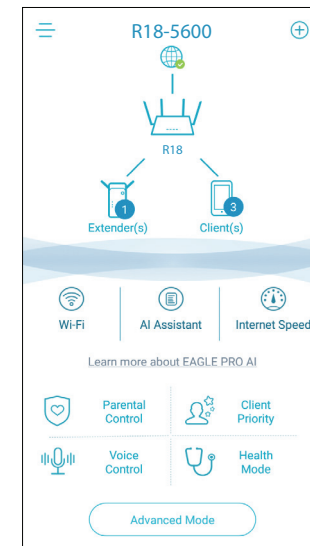 R18-5600
R18
1
3
Extender(s)
Client(s)
Wi-Fi
AI Assistant
Internet Speed
Learn more about EAGLE PRO AI
Parental
Control
Client
Priority
Voice
Control
Health
Mode
Advanced Mode